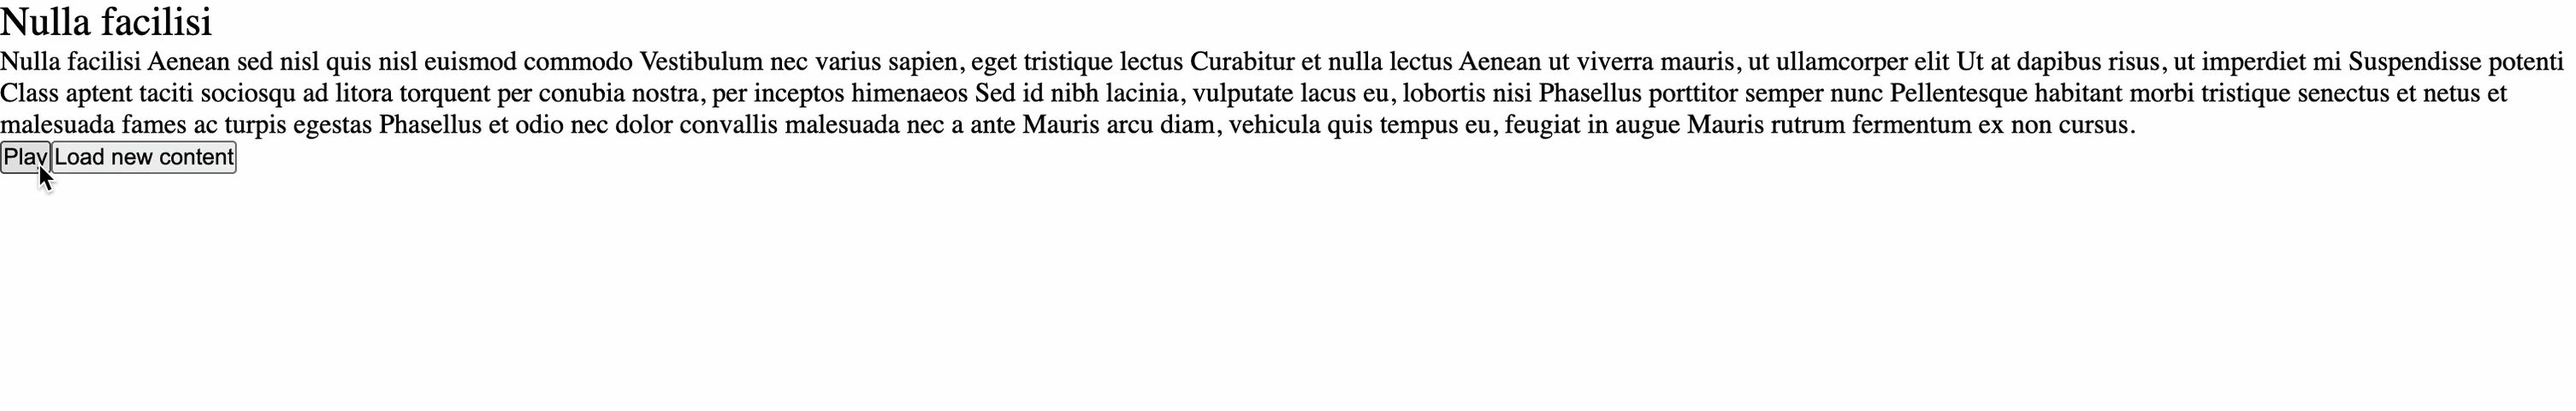 Nulla facilisi
Nulla facilisi Aenean sed nisl quis nisl euismod commodo Vestibulum nec varius sapien, eget tristique lectus Curabitur et nulla lectus Aenean ut viverra mauris, ut ullamcorper elit Ut at dapibus risus, ut imperdiet mi Suspendisse potenti
Class aptent taciti sociosqu ad litora torquent per conubia nostra, per inceptos himenaeos Sed id nibh lacinia, vulputate lacus eu, lobortis nisi Phasellus porttitor semper nunc Pellentesque habitant morbi tristique senectus et netus et
malesuada fames ac turpis egestas Phasellus et odio nec dolor convallis malesuada nec a ante Mauris arcu diam, vehicula quis tempus eu, feugiat in augue Mauris rutrum fermentum ex non cursus.
Play Load new content